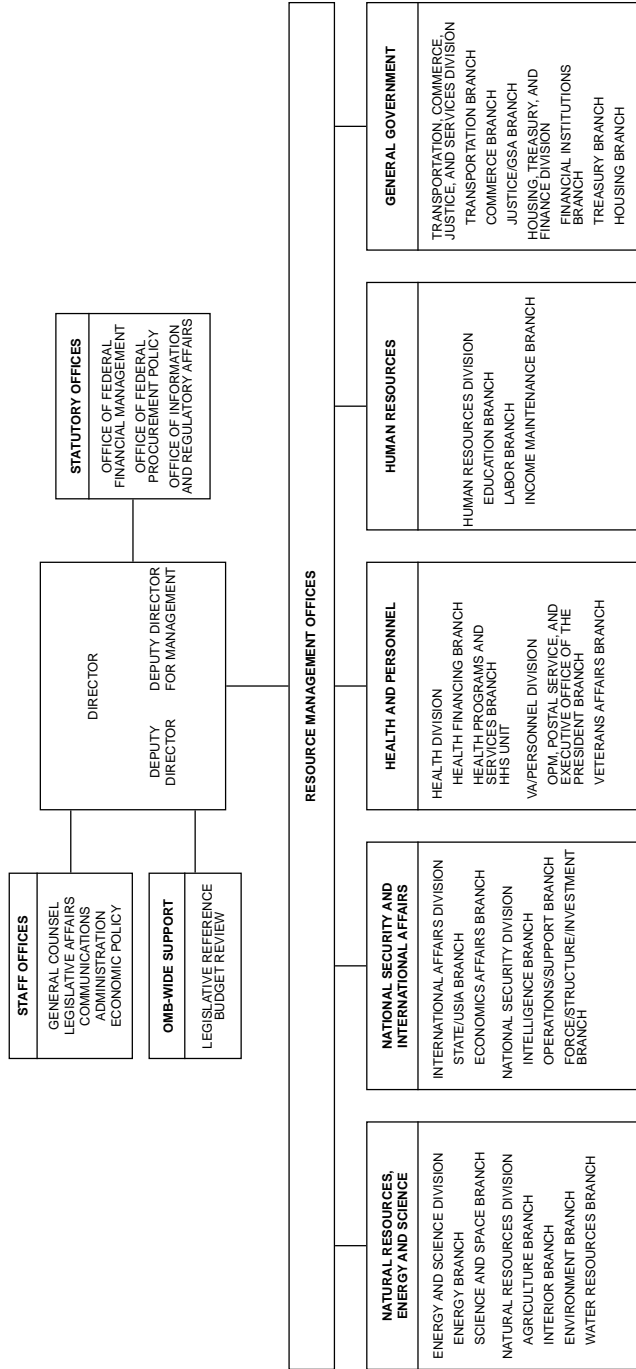 STAFF OFFICES
GENERAL COUNSEL
LEGISLATIVE AFFAIRS
COMMUNICATIONS
ADMINISTRATION
ECONOMIC POLICY
OMB-WIDE SUPPORT
LEGISLATIVE REFERENCE
BUDGET REVIEW
DIRECTOR
DEPUTY
DIRECTOR
DEPUTY DIRECTOR
FOR MANAGEMENT
STATUTORY OFFICES
OFFICE OF FEDERAL
FINANCIAL MANAGEMENT
OFFICE OF FEDERAL
PROCUREMENT POLICY
OFFICE OF INFORMATION
AND REGULATORY AFFAIRS
RESOURCE MANAGEMENT OFFICES
NATURAL RESOURCES,
ENERGY AND SCIENCE
ENERGY AND SCIENCE DIVISION
ENERGY BRANCH
SCIENCE AND SPACE BRANCH
NATURAL RESOURCES DIVISION
AGRICULTURE BRANCH
INTERIOR BRANCH
ENVIRONMENT BRANCH
WATER RESOURCES BRANCH
NATIONAL SECURITY AND
INTERNATIONAL AFFAIRS
INTERNATIONAL AFFAIRS DIVISION
STATE/USIA BRANCH
ECONOMICS AFFAIRS BRANCH
NATIONAL SECURITY DIVISION
INTELLIGENCE BRANCH
OPERATIONS/SUPPORT BRANCH
FORCE/STRUCTURE/INVESTMENT
BRANCH
HEALTH AND PERSONNEL
HEALTH DIVISION
HEALTH FINANCING BRANCH
HEALTH PROGRAMS AND
SERVICES BRANCH
HHS UNIT
VA/PERSONNEL DIVISION
OPM, POSTAL SERVICE, AND
EXECUTIVE OFFICE OF THE
PRESIDENT BRANCH
VETERANS AFFAIRS BRANCH
HUMAN RESOURCES
HUMAN RESOURCES DIVISION
EDUCATION BRANCH
LABOR BRANCH
INCOME MAINTENANCE BRANCH
GENERAL GOVERNMENT
TRANSPORTATION, COMMERCE,
JUSTICE, AND SERVICES DIVISION
TRANSPORTATION BRANCH
COMMERCE BRANCH
JUSTICE/GSA BRANCH
HOUSING, TREASURY, AND
FINANCE DIVISION
FINANCIAL INSTITUTIONS
BRANCH
TREASURY BRANCH
HOUSING BRANCH